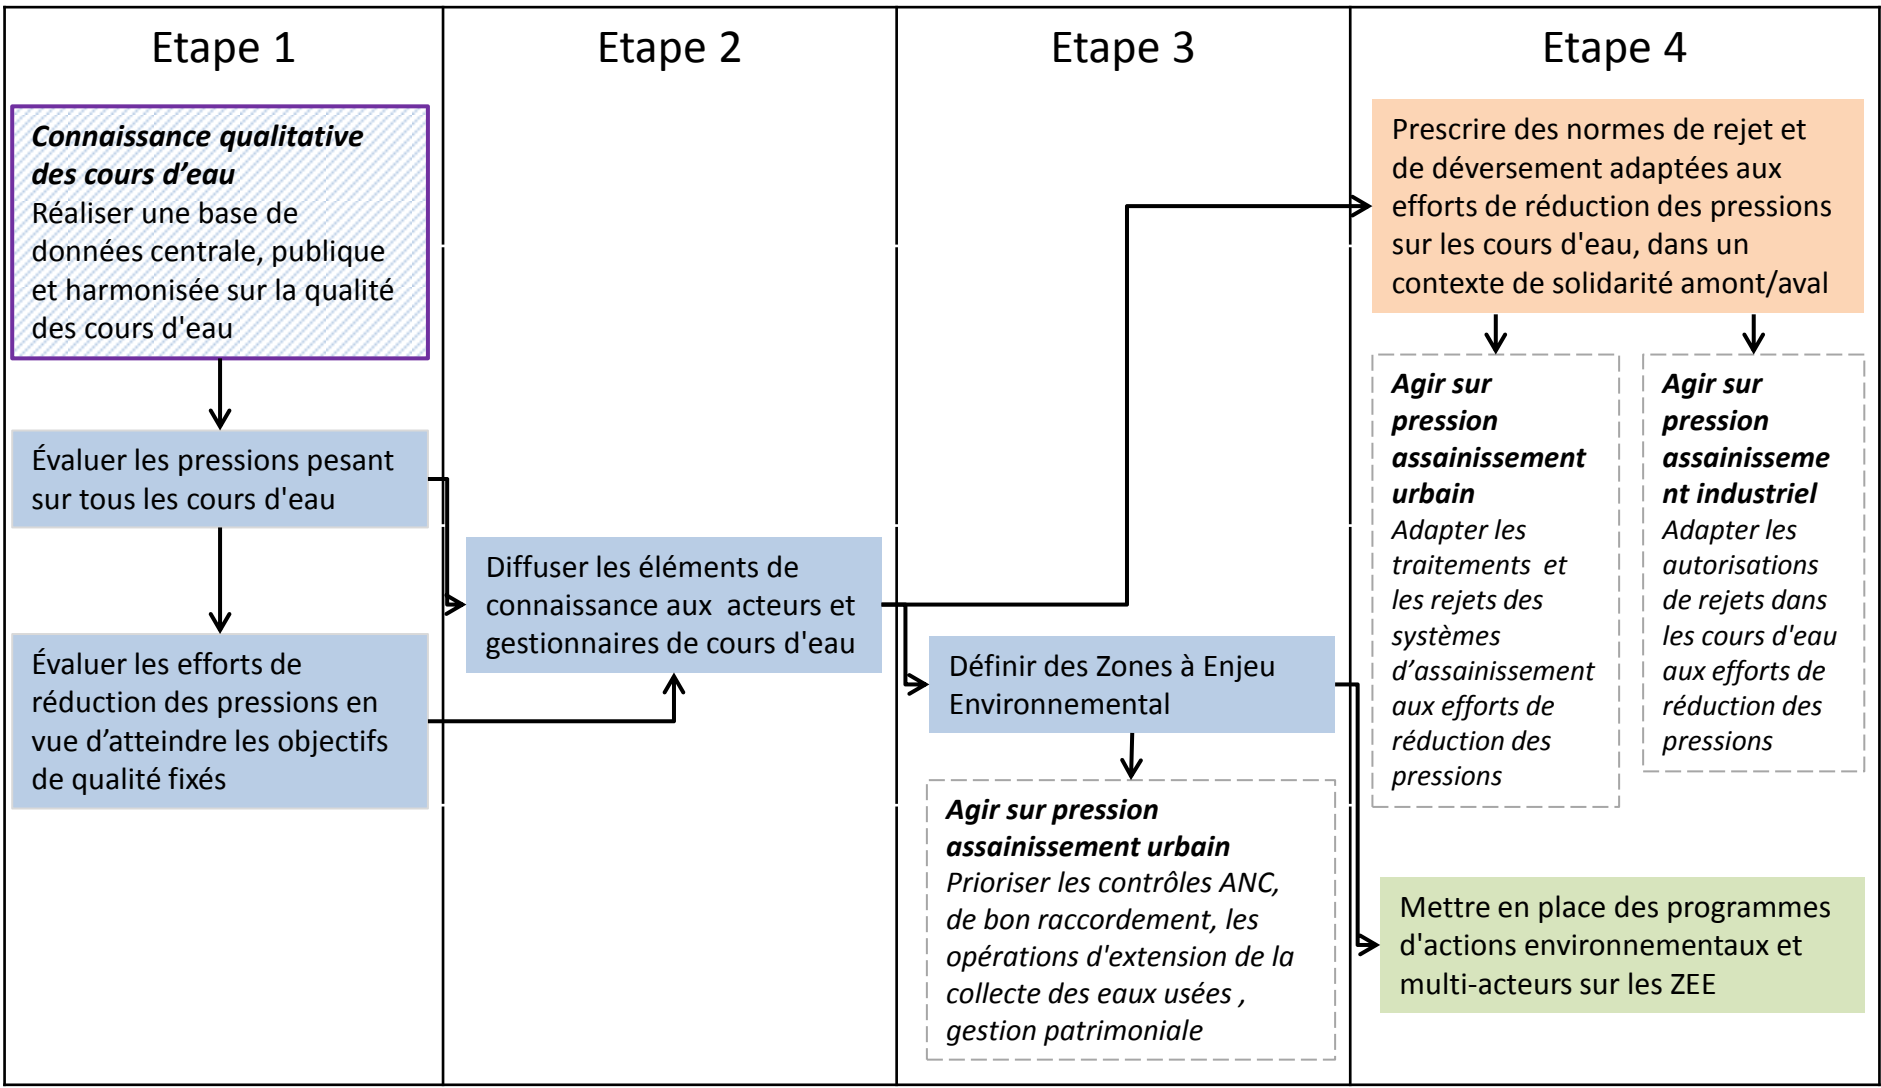 Etape 1
Connaissance qualitative
des cours d’eau
Réaliser une base de
données centrale, publique
et harmonisée sur la qualité
des cours d'eau
Évaluer les pressions pesant
sur tous les cours d'eau
Évaluer les efforts de
réduction des pressions en
vue d’atteindre les objectifs
de qualité fixés
Etape 2
Diffuser les éléments de
connaissance aux  acteurs et
gestionnaires de cours d'eau
Etape 3
Définir des Zones à Enjeu
Environnemental
Agir sur pression
assainissement urbain
Prioriser les contrôles ANC,
de bon raccordement, les
opérations d'extension de la
collecte des eaux usées ,
gestion patrimoniale
Etape 4
Prescrire des normes de rejet et
de déversement adaptées aux
efforts de réduction des pressions
sur les cours d'eau, dans un
contexte de solidarité amont/aval
Agir sur
pression
assainissement
urbain
Adapter les
traitements  et
les rejets des
systèmes
d’assainissement
aux efforts de
réduction des
pressions
Agir sur
pression
assainisseme
nt industriel
Adapter les
autorisations
de rejets dans
les cours d'eau
aux efforts de
réduction des
pressions
Mettre en place des programmes
d'actions environnementaux et
multi-acteurs sur les ZEE